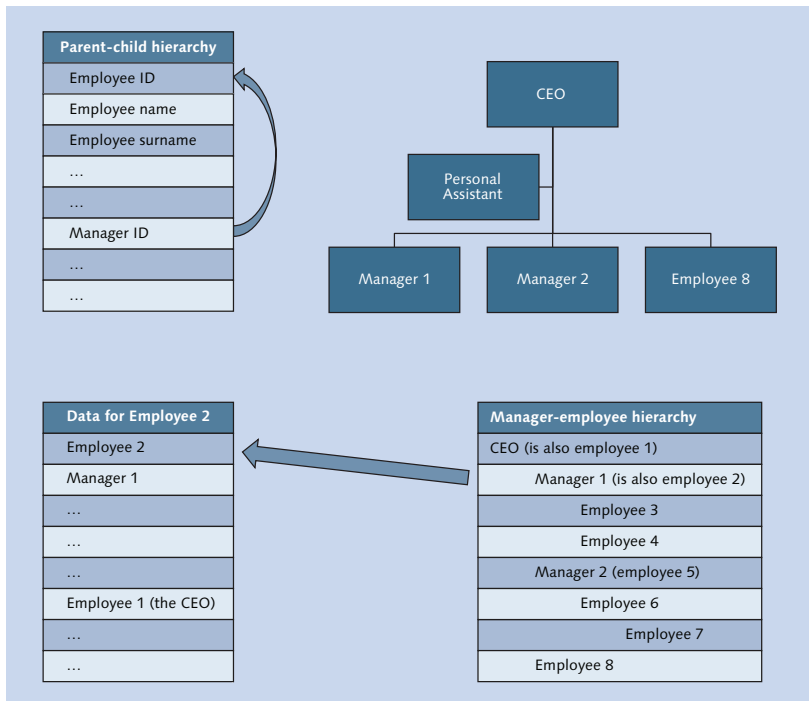 Parent-child hierarchy
Employee ID
Employee name
Employee surname
…
…
Manager ID
…
…
CEO
Personal
Assistant
Manager 1
Manager 2
Employee 8
Data for Employee 2
Employee 2
Manager 1
…
…
…
Employee 1 (the CEO)
…
…
Manager-employee hierarchy
CEO (is also employee 1)
Manager 1 (is also employee 2)
Employee 3
Employee 4
Manager 2 (employee 5)
Employee 6
Employee 7
Employee 8